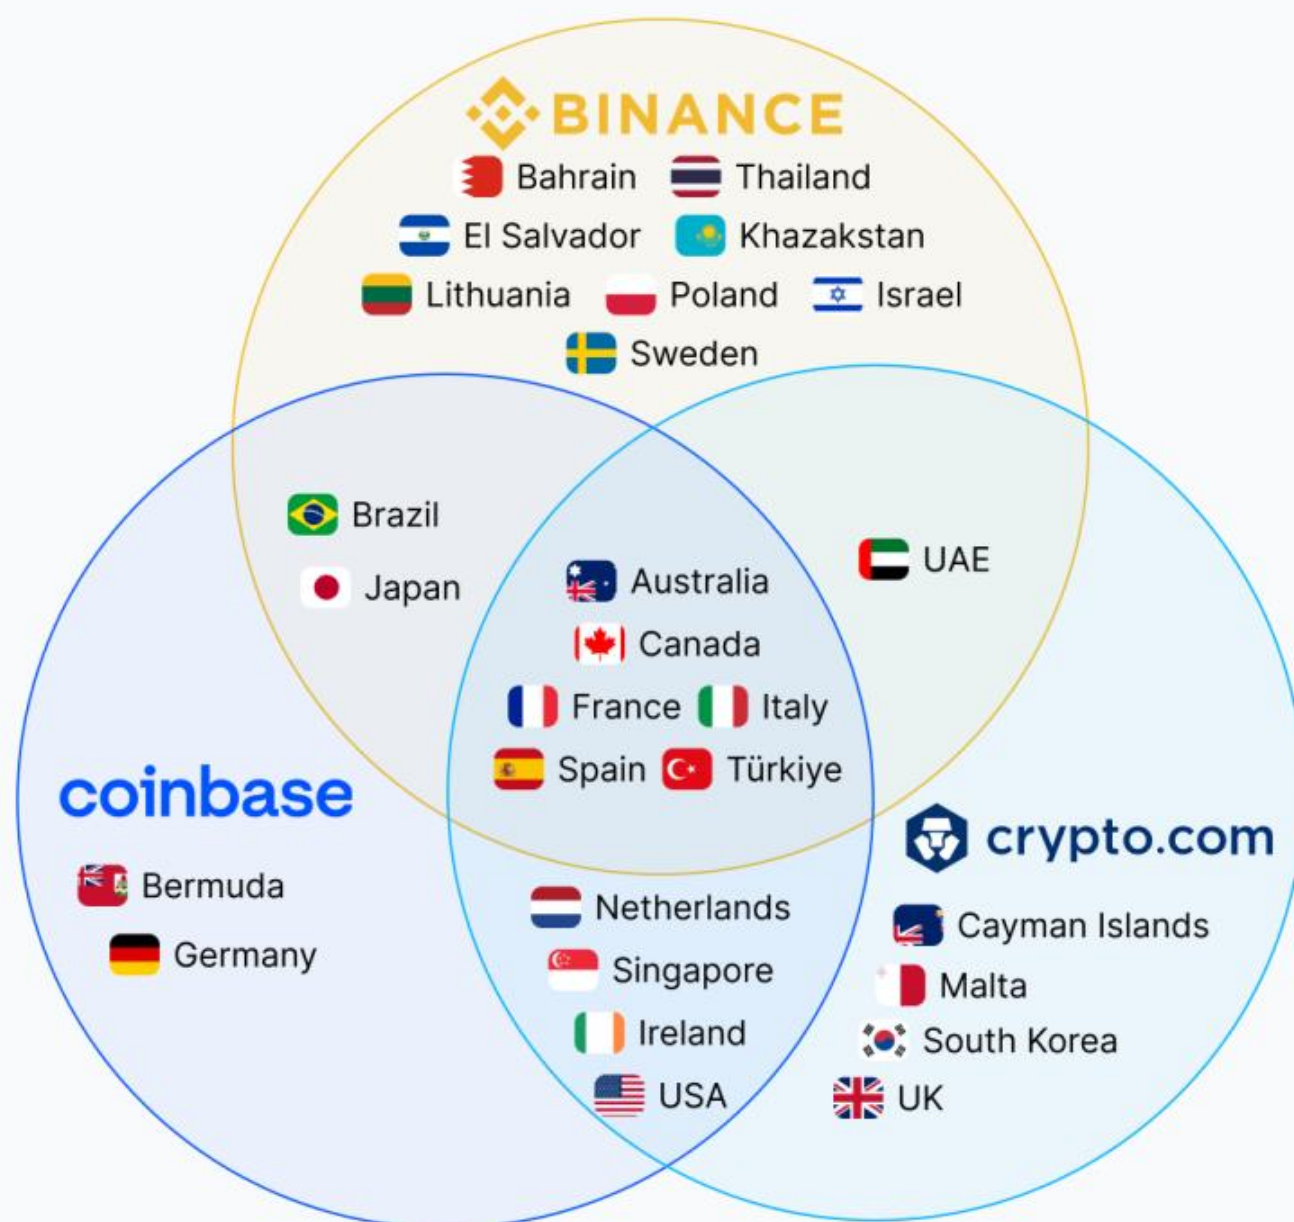 BINANCE
Bahrain Thailand
El Salvador Khazakstan
Lithuania Poland Israel
Sweden
Brazil
Japan
UAE
Australia
Canada
France Italy
Spain Türkiye
coinbase
Bermuda
Germany
Netherlands
Singapore
Ireland
USA
crypto.com
Cayman Islands
Malta
South Korea
UK